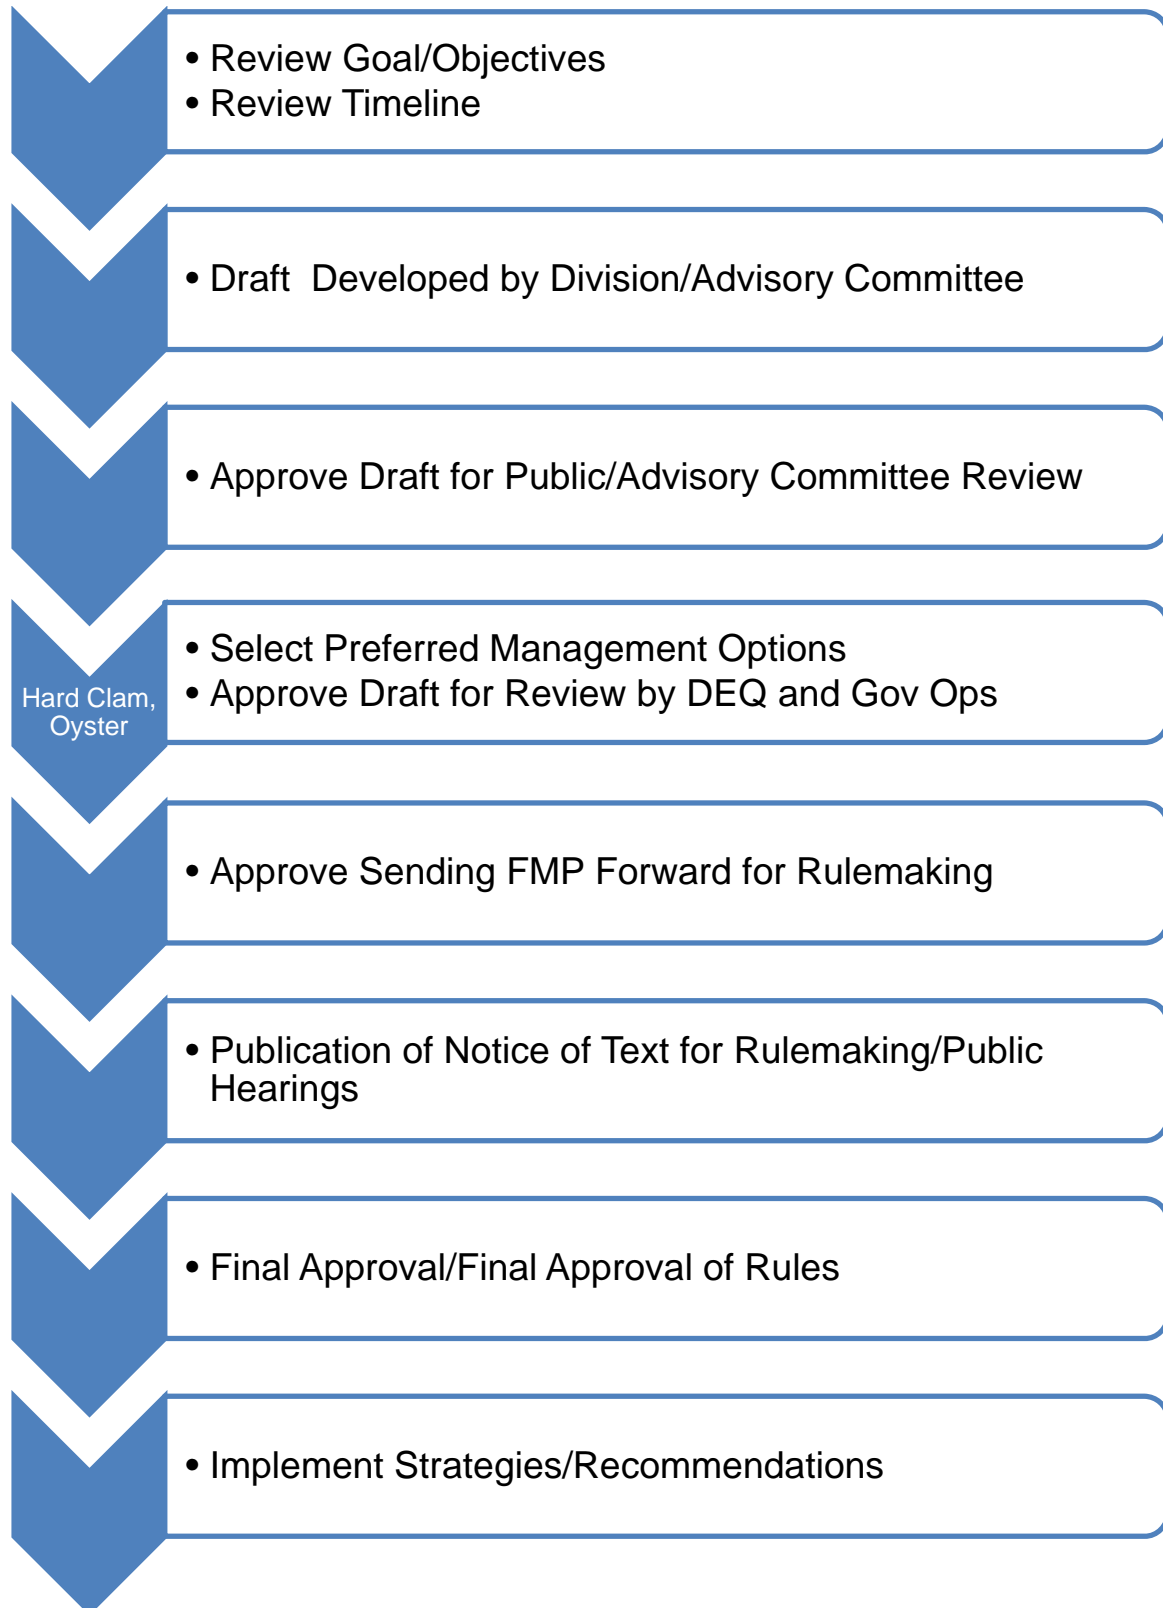 • Review Goal/Objectives
• Review Timeline
• Draft  Developed by Division/Advisory Committee
• Approve Draft for Public/Advisory Committee Review
Hard Clam,
Oyster
• Select Preferred Management Options
• Approve Draft for Review by DEQ and Gov Ops
• Approve Sending FMP Forward for Rulemaking
• Publication of Notice of Text for Rulemaking/Public
Hearings
• Final Approval/Final Approval of Rules
• Implement Strategies/Recommendations